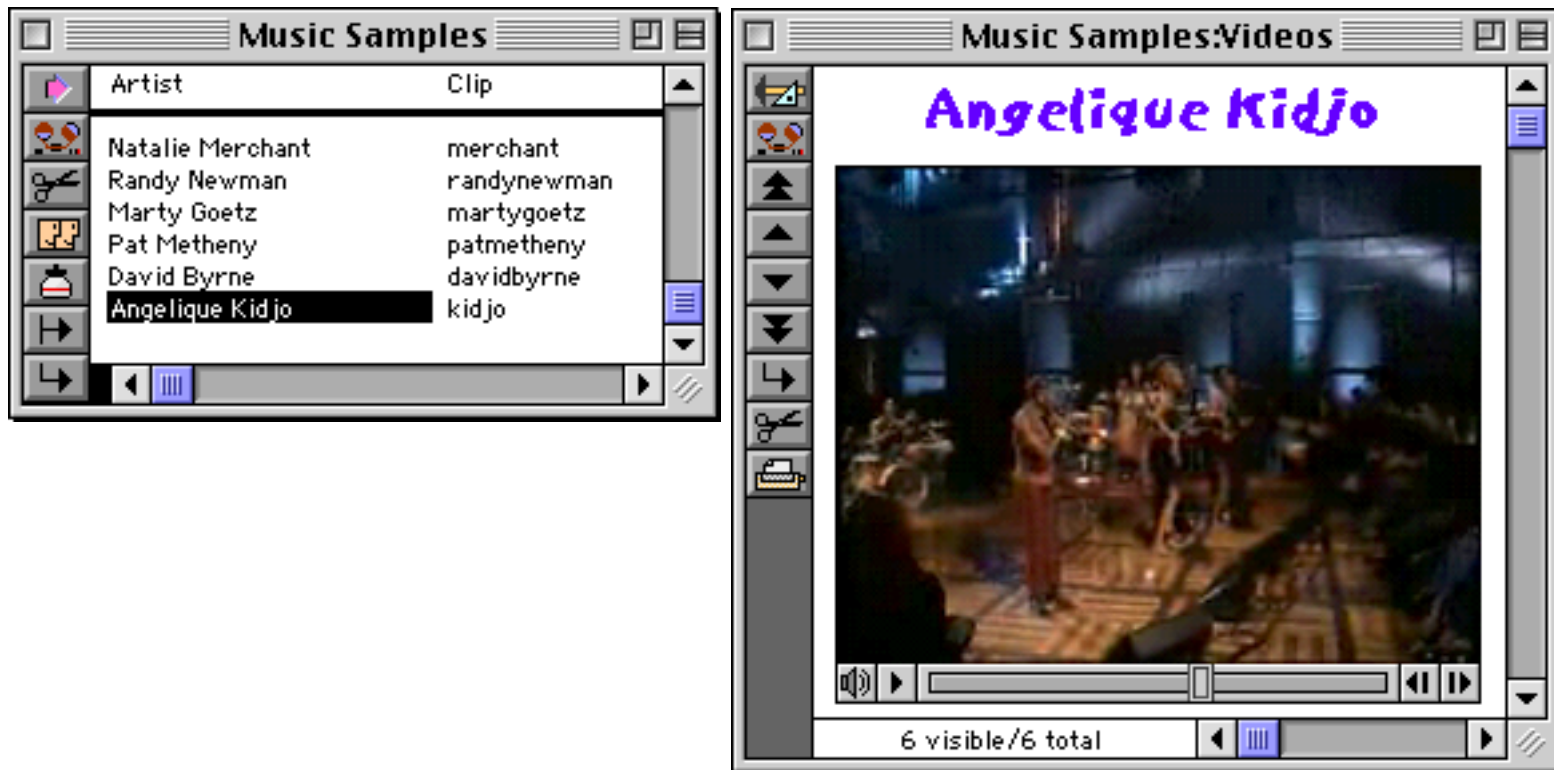 Music Samples
Artist Clip
Natalie Merchant merchant
Randy Newman randynewman
Marty Goetz martygoetz
Pat Metheny patmetheny
David Byrne davidbyrne
Angelique Kidjo kidjo
Music Samples:Videos
Angelique Kidjo
6 visible/6 total